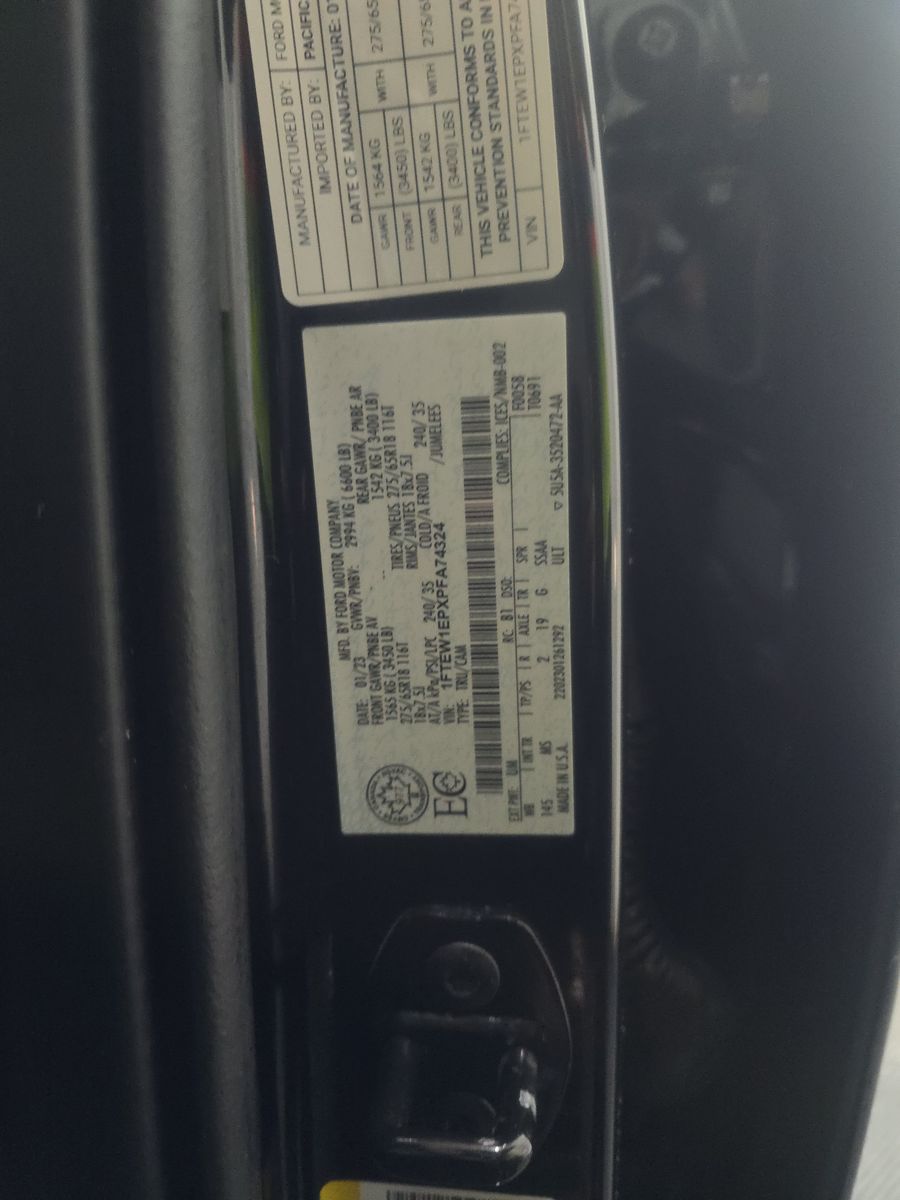 MANUFACTURED BY: FORD M
IMPORTED BY: PACIFIC
DATE OF MANUFACTURE: 01
GAWR 1564 KG WITH 275/65
FRONT (3450) LBS
GAWR 1542 KG WITH 275/65
REAR (3400) LBS
THIS VEHICLE CONFORMS TO A
PREVENTION STANDARDS IN
VIN 1FTEW1EPXPFA7
MFD. BY FORD MOTOR COMPANY
DATE: 01/23 GVWR/PNBV: 2994 KG ( 6600 LB)
FRONT GAWR/PNBE AV REAR GAWR/ PNBE AR
1565 KG ( 3450 LB) 1542 KG ( 3400 LB)
275/65R18 116T TIRES/PNEUS 275/65R18 116T
18x7.5J RIMS/JANTES 18x7.5J
AT/A kPa/PSI/LPC 240/ 35 COLD/A FROID 240/ 35
VIN: 1FTEW1EPXPFA74324 /JUMELEES
TYPE: TRU/CAM
EC
COMPLIES: ICES/NMB-002
EXT PNT: UM RC: 81 DSO: F0058
WB INT TR TP/PS R AXLE TR SPR T0691
145 MS 2 19 G SSAA
ULT
MADE IN U.S.A. 2202301261292 ▽ 5U5A-3520472-AA